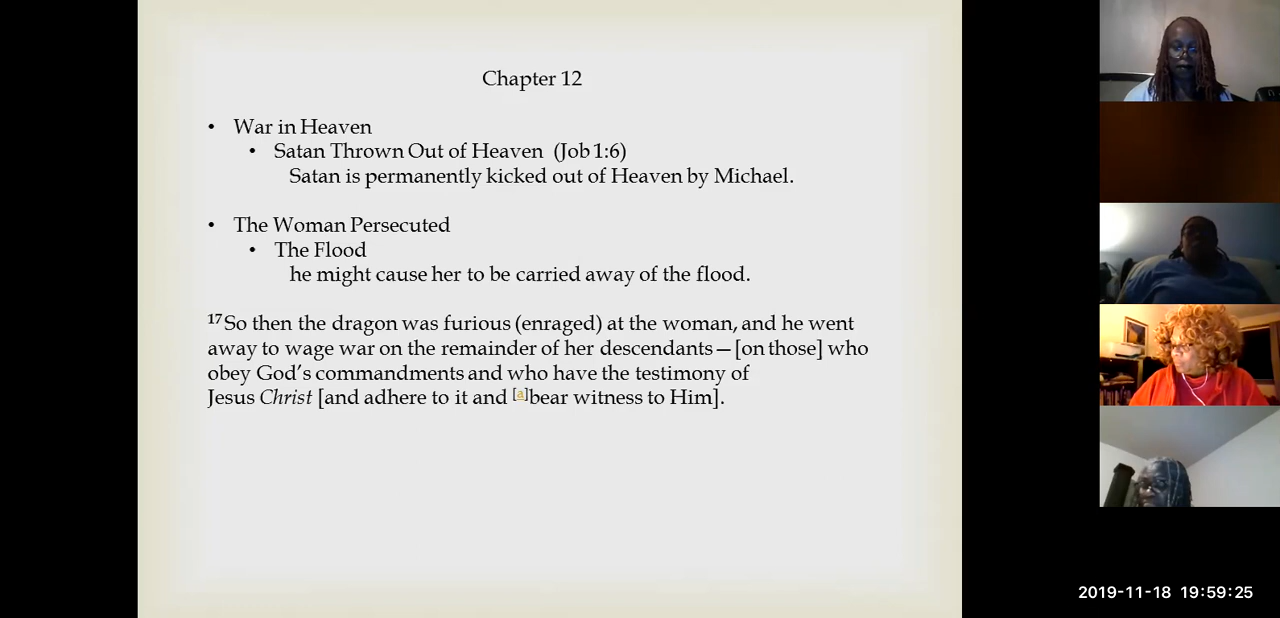 Chapter 12
• War in Heaven
• Satan Thrown Out of Heaven (Job 1:6)
Satan is permanently kicked out of Heaven by Michael.
• The Woman Persecuted
• The Flood
he might cause her to be carried away of the flood.
17So then the dragon was furious (enraged) at the woman, and he went
away to wage war on the remainder of her descendants—[on those] who
obey God’s commandments and who have the testimony of
Jesus Christ [and adhere to it and [a]bear witness to Him].
2019-11-18 19:59:25